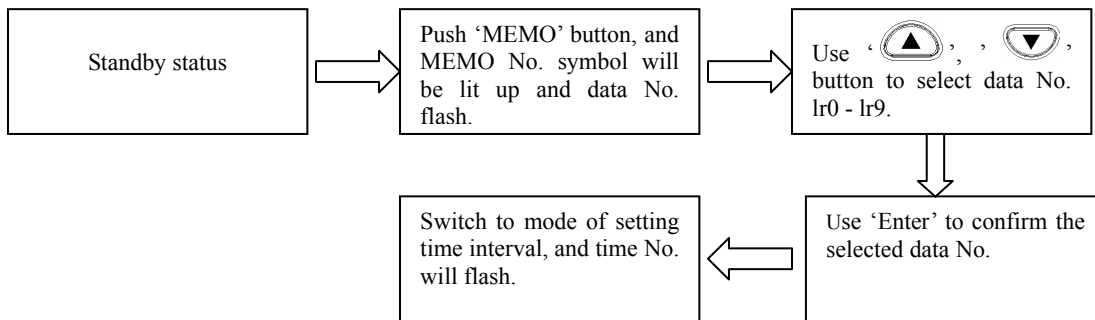 Standby status
Push ‘MEMO’ button, and
MEMO No. symbol will
be lit up and data No.
flash.
Use ‘▲’, ’▼’
button to select data No.
lr0 - lr9.
Use ‘Enter’ to confirm the
selected data No.
Switch to mode of setting
time interval, and time No.
will flash.